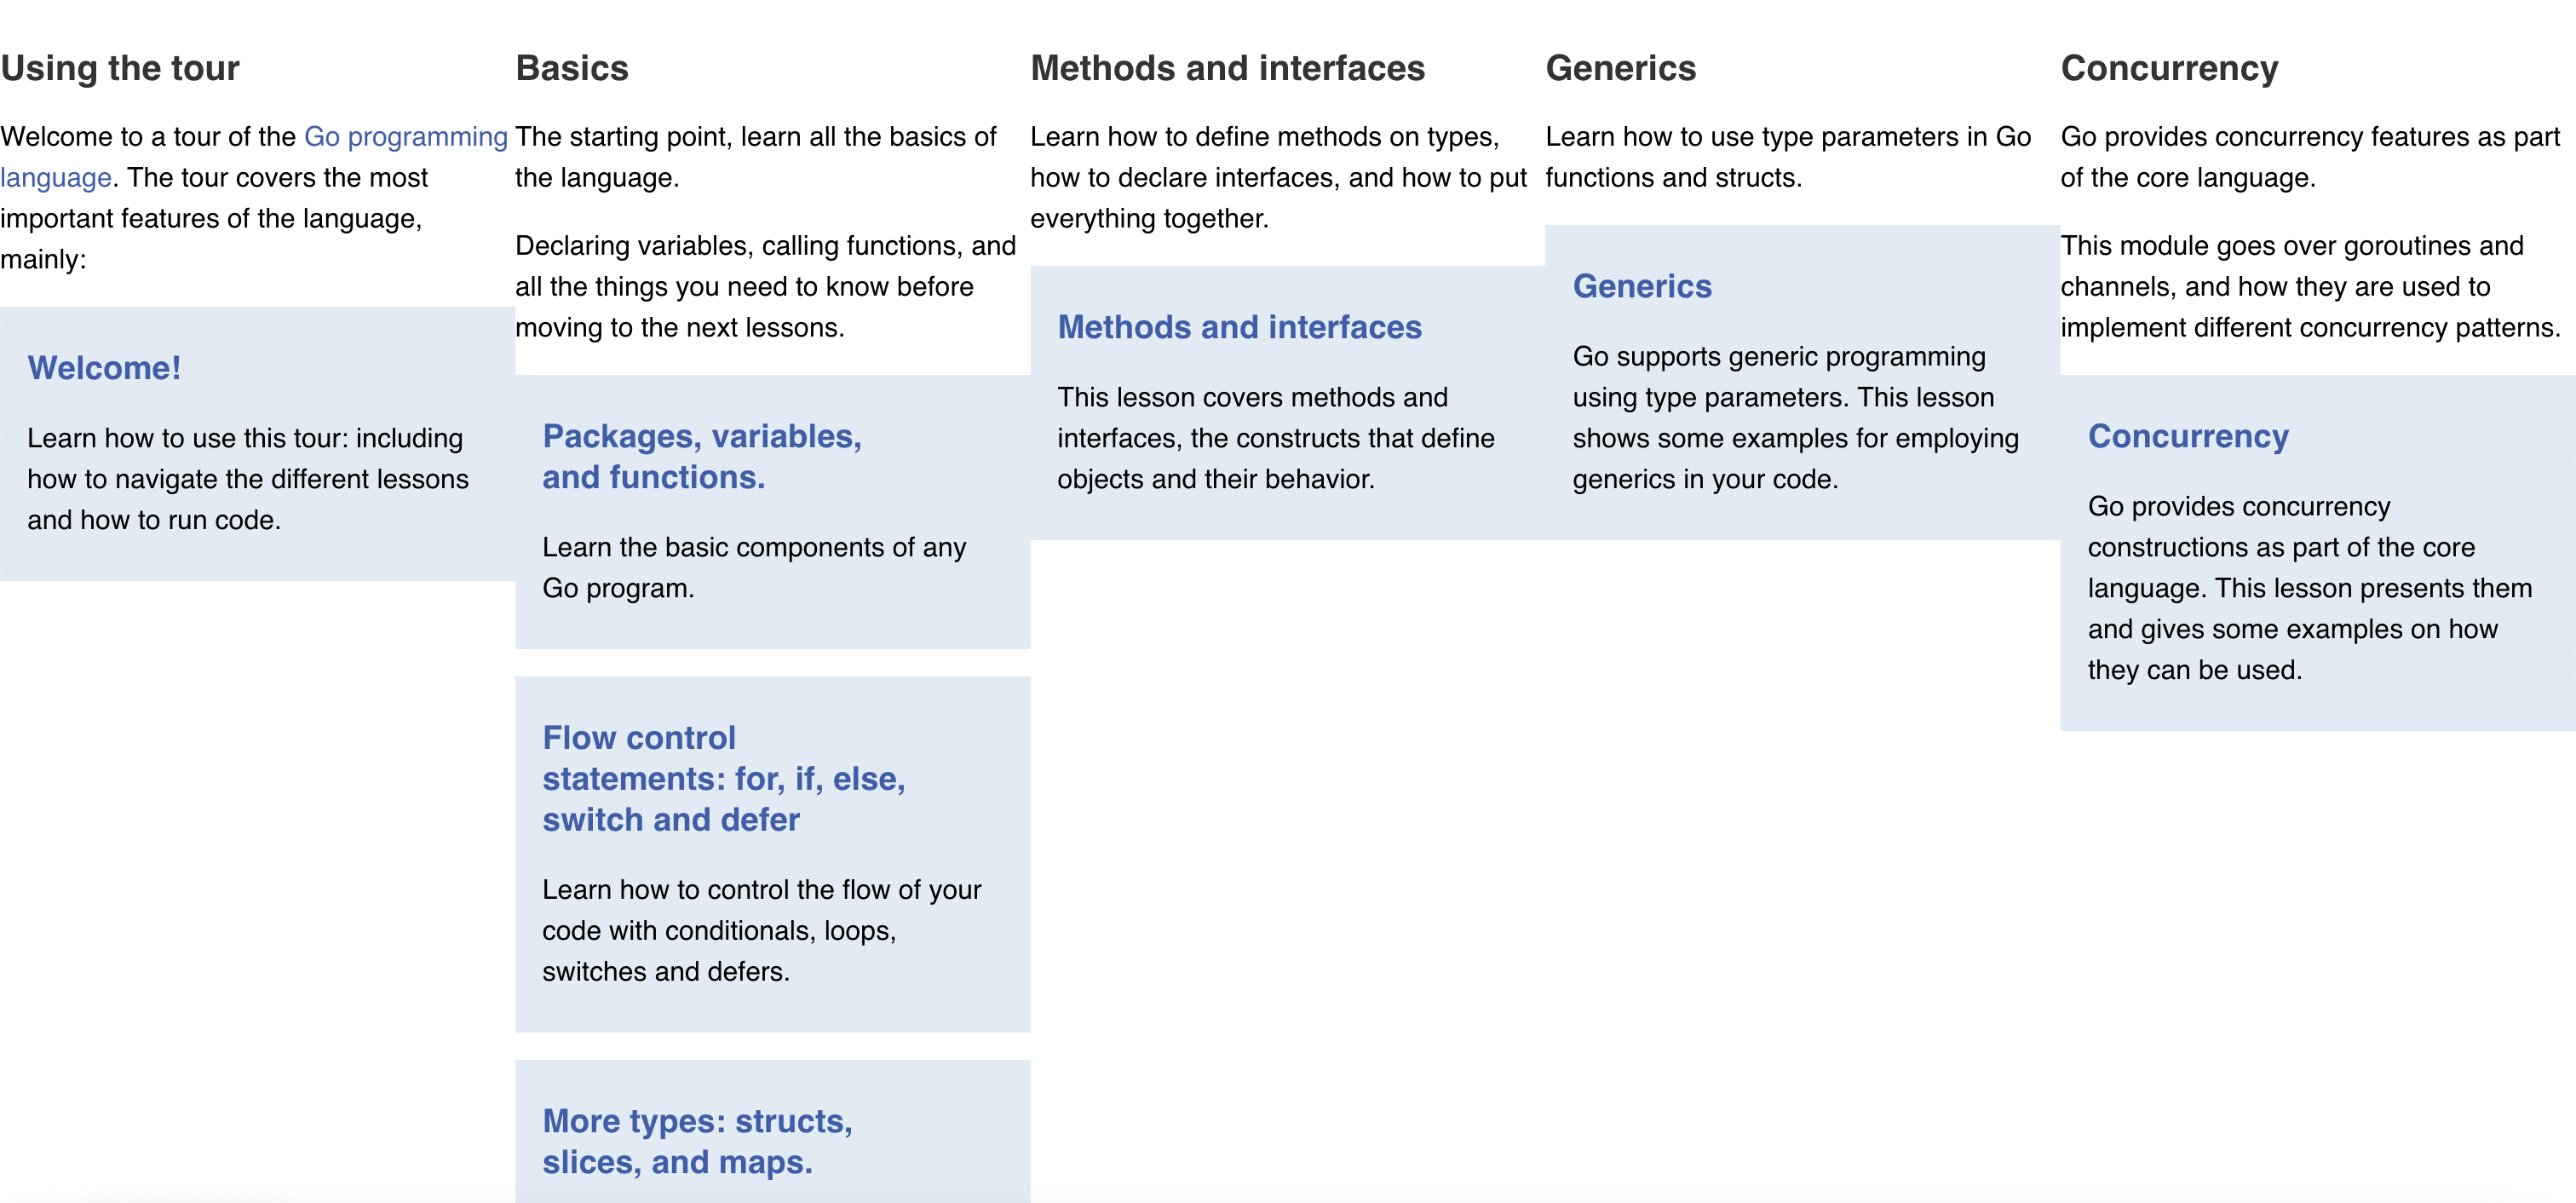 Using the tour
Welcome to a tour of the Go programming
language. The tour covers the most
important features of the language,
mainly:
Welcome!
Learn how to use this tour: including
how to navigate the different lessons
and how to run code.
Basics
The starting point, learn all the basics of
the language.
Declaring variables, calling functions, and
all the things you need to know before
moving to the next lessons.
Packages, variables,
and functions.
Learn the basic components of any
Go program.
Flow control
statements: for, if, else,
switch and defer
Learn how to control the flow of your
code with conditionals, loops,
switches and defers.
More types: structs,
slices, and maps.
Methods and interfaces
Learn how to define methods on types,
how to declare interfaces, and how to put
everything together.
Methods and interfaces
This lesson covers methods and
interfaces, the constructs that define
objects and their behavior.
Generics
Learn how to use type parameters in Go
functions and structs.
Generics
Go supports generic programming
using type parameters. This lesson
shows some examples for employing
generics in your code.
Concurrency
Go provides concurrency features as part
of the core language.
This module goes over goroutines and
channels, and how they are used to
implement different concurrency patterns.
Concurrency
Go provides concurrency
constructions as part of the core
language. This lesson presents them
and gives some examples on how
they can be used.